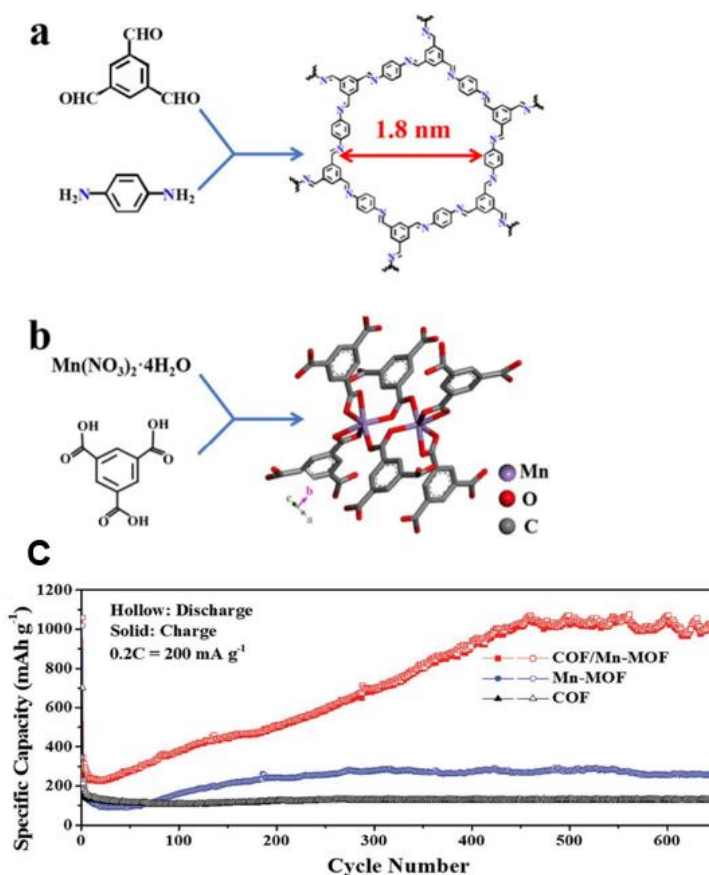 a
CHO
OHC
CHO
H₂N
NH₂
1.8 nm
b
Mn(NO₃)₂·4H₂O
O
OH
HO
O
O
OH
b
c
a
Mn
O
C
C
Hollow: Discharge
Solid: Charge
0.2C = 200 mA g⁻¹
COF/Mn-MOF
Mn-MOF
COF
Specific Capacity (mAh g⁻¹)
1200
1000
800
600
400
200
0
0
100
200
300
400
500
600
Cycle Number